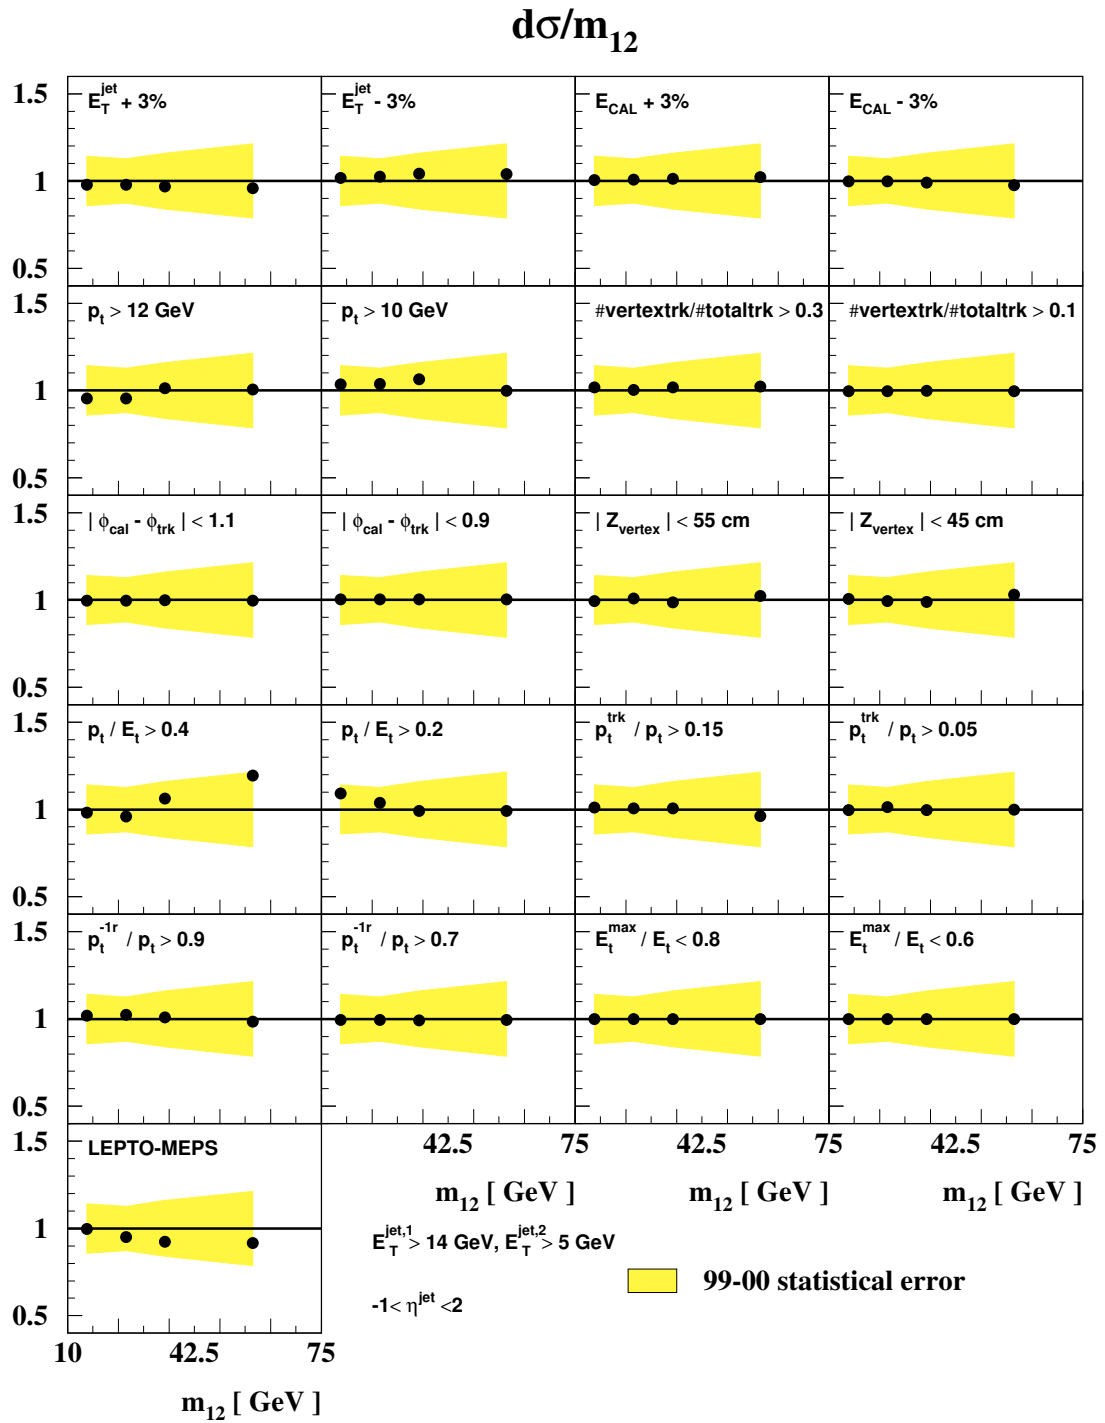 dσ/m12
1.5 E_T^jet + 3% E_T^jet - 3% E_CAL + 3% E_CAL - 3%
1
0.5
1.5 p_t > 12 GeV p_t > 10 GeV #vertextrk/#totaltrk > 0.3 #vertextrk/#totaltrk > 0.1
1
0.5
1.5 | ϕ_cal - ϕ_trk | < 1.1 | ϕ_cal - ϕ_trk | < 0.9 | Z_vertex | < 55 cm | Z_vertex | < 45 cm
1
0.5
1.5 p_t / E_t > 0.4 p_t / E_t > 0.2 p_t^trk / p_t > 0.15 p_t^trk / p_t > 0.05
1
0.5
1.5 p_t^-1r / p_t > 0.9 p_t^-1r / p_t > 0.7 E_t^max / E_t < 0.8 E_t^max / E_t < 0.6
1
0.5
1.5 LEPTO-MEPS 42.5 75 42.5 75 42.5 75
m12 [ GeV ] m12 [ GeV ] m12 [ GeV ]
1 E_T^jet,1 > 14 GeV, E_T^jet,2 > 5 GeV
99-00 statistical error
-1< η^jet <2
0.5
10 42.5 75
m12 [ GeV ]